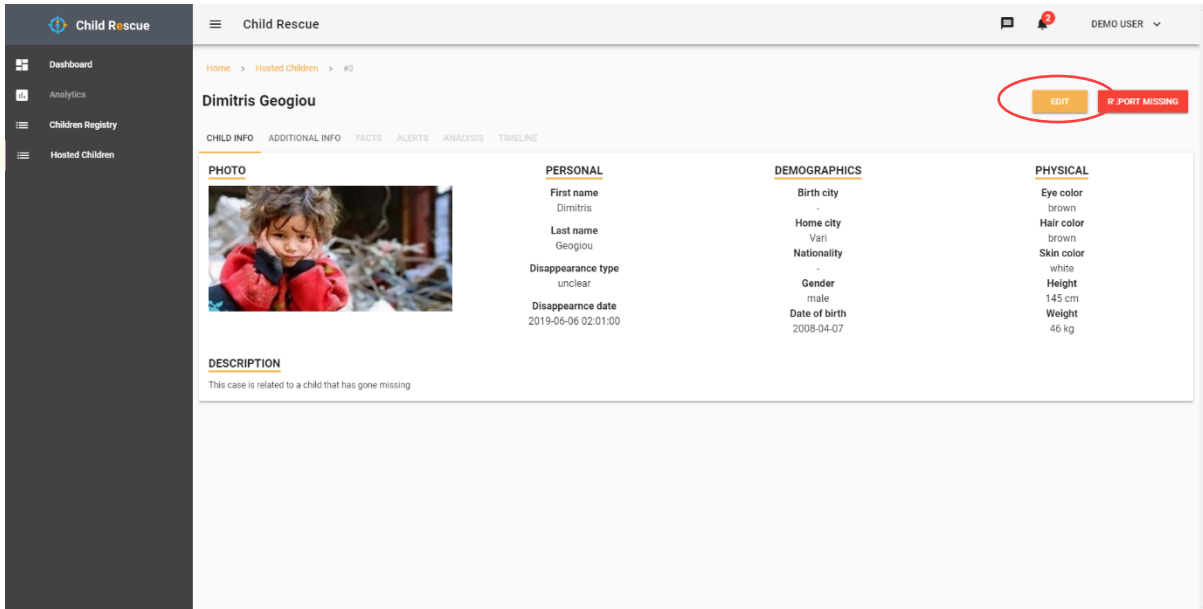 Child Rescue
Child Rescue
2
DEMO USER
Dashboard
Analytics
Children Registry
Hosted Children
Home > Hosted Children > #3
Dimitris Geogiou
EDIT
REPORT MISSING
CHILD INFO ADDITIONAL INFO FACTS ALERTS ANALYSIS TIMELINE
PHOTO
PERSONAL
First name
Dimitris
Last name
Geogiou
Disappearance type
unclear
Disappearnce date
2019-06-06 02:01:00
DEMOGRAPHICS
Birth city
-
Home city
Vari
Nationality
-
Gender
male
Date of birth
2008-04-07
PHYSICAL
Eye color
brown
Hair color
brown
Skin color
white
Height
145 cm
Weight
46 kg
DESCRIPTION
This case is related to a child that has gone missing